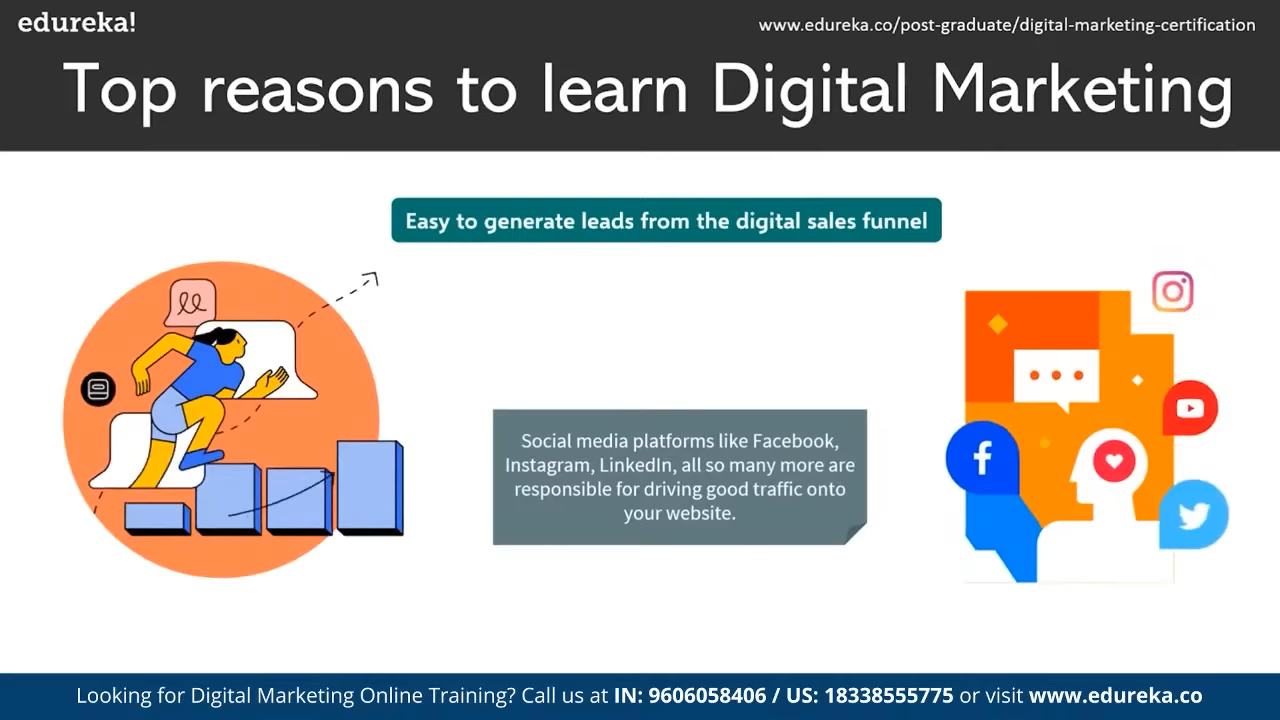 edureka!
www.edureka.co/post-graduate/digital-marketing-certification
Top reasons to learn Digital Marketing
Easy to generate leads from the digital sales funnel
Social media platforms like Facebook,
Instagram, LinkedIn, all so many more are
responsible for driving good traffic onto
your website.
Looking for Digital Marketing Online Training? Call us at IN: 9606058406 / US: 18338555775 or visit www.edureka.co